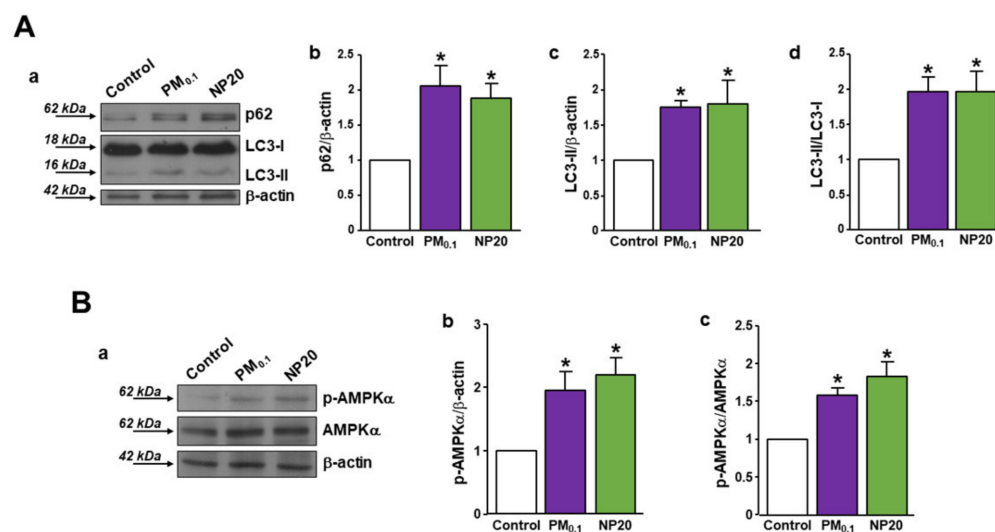 A
a
Control PM0.1 NP20
62 kDa p62
18 kDa LC3-I
16 kDa LC3-II
42 kDa β-actin
b
p62/β-actin
2.5
2
1.5
1
0.5
0
* *
Control PM0.1 NP20
c
LC3-II/β-actin
2.5
2
1.5
1
0.5
0
* *
Control PM0.1 NP20
d
LC3-II/LC3-I
2.5
2
1.5
1
0.5
0
* *
Control PM0.1 NP20
B
a
Control PM0.1 NP20
62 kDa p-AMPKα
62 kDa AMPKα
42 kDa β-actin
b
p-AMPKα/β-actin
3
2
1
0
* *
Control PM0.1 NP20
c
p-AMPKα/AMPKα
2.5
2
1.5
1
0.5
0
* *
Control PM0.1 NP20